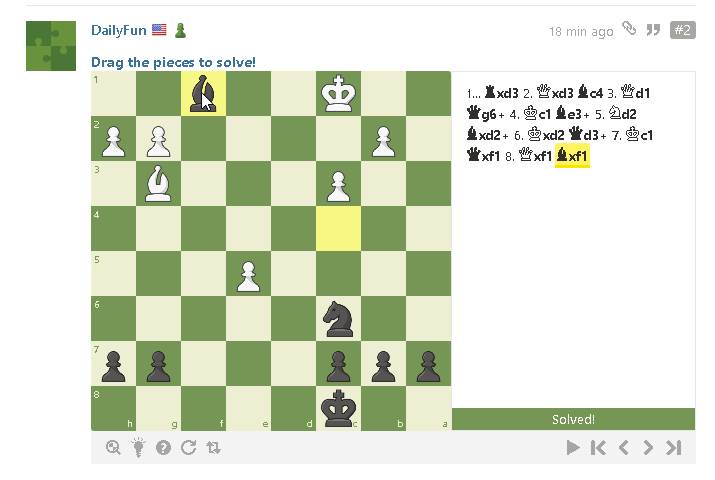 DailyFun
18 min ago
#2
Drag the pieces to solve!
1... ♜xd3 2. ♕xd3 ♝c4 3. ♕d1
♛g6+ 4. ♔c1 ♝e3+ 5. ♘d2
♝xd2+ 6. ♔xd2 ♛d3+ 7. ♔c1
♛xf1 8. ♕xf1 ♝xf1
1
2
3
4
5
6
7
8
h g f e d c b a
Solved!